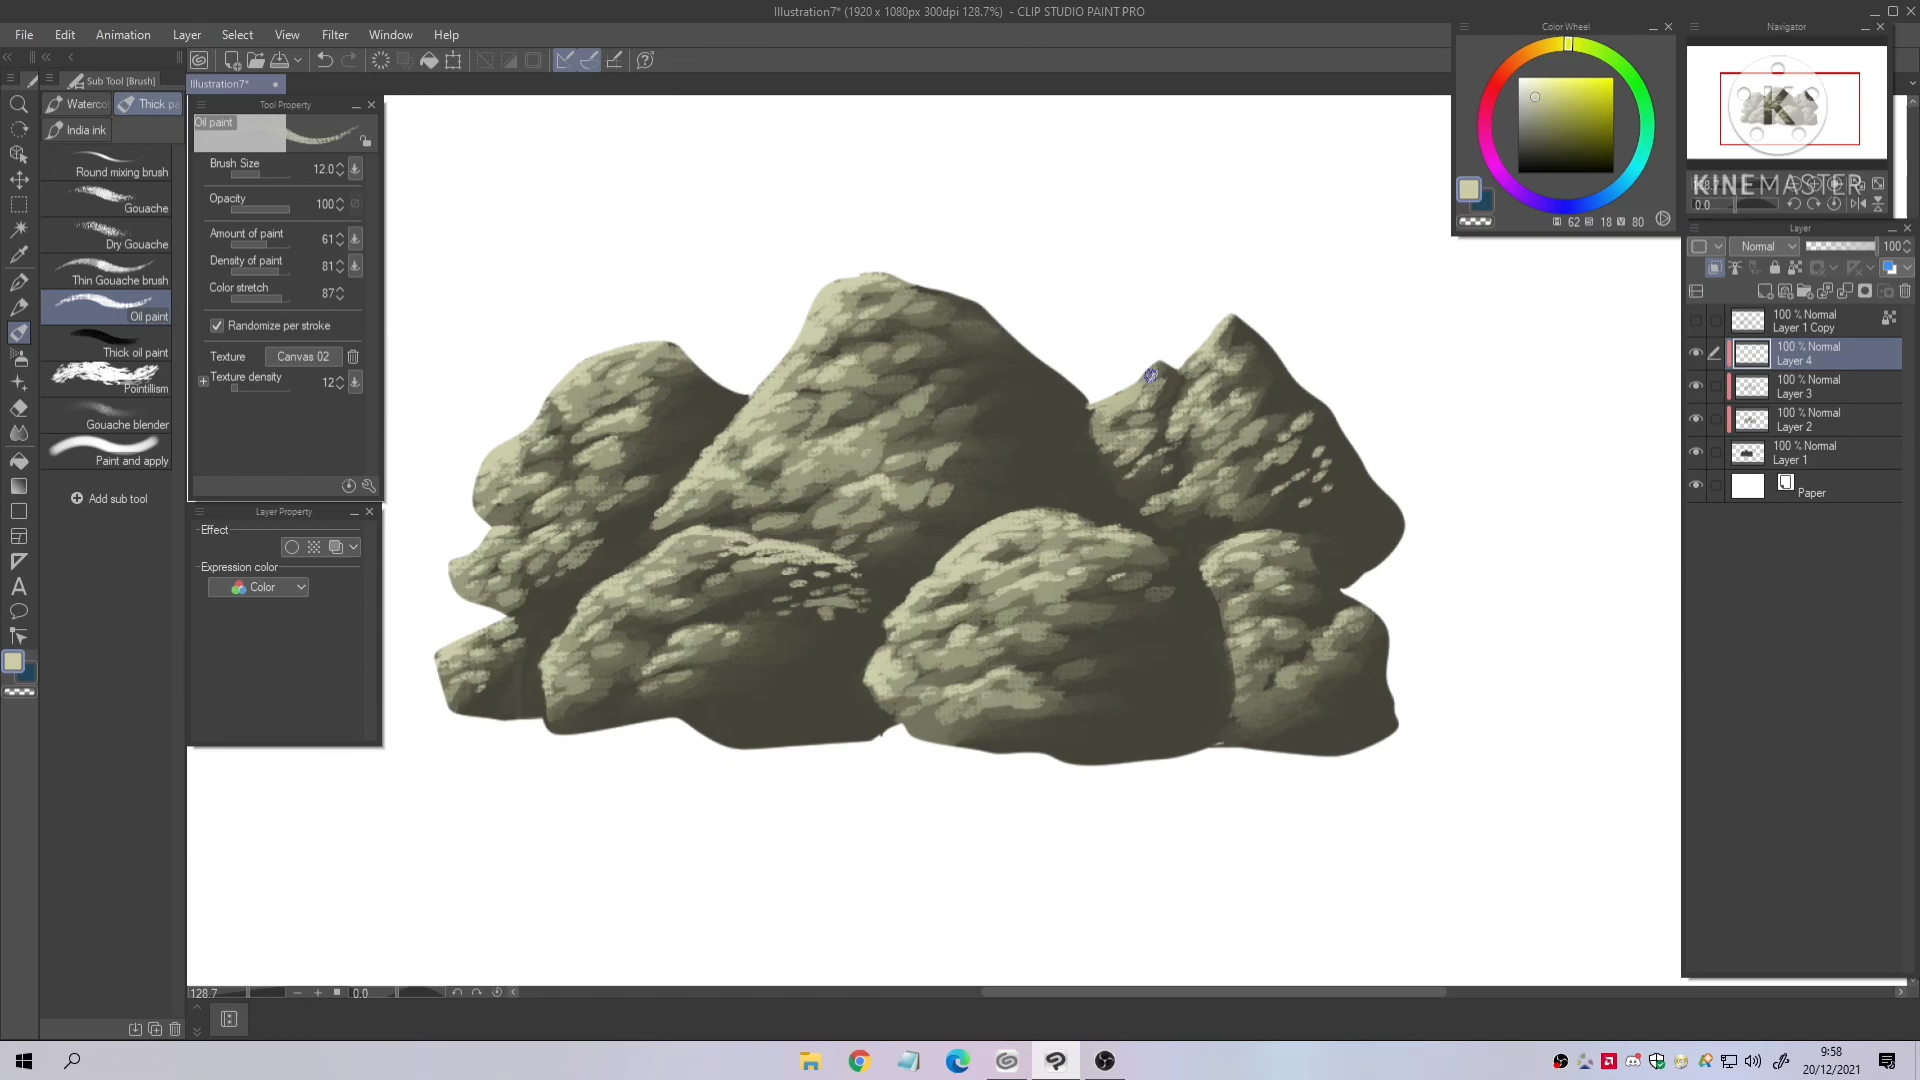 Illustration7* (1920 x 1080px 300dpi 128.7%) - CLIP STUDIO PAINT PRO
File Edit Animation Layer Select View Filter Window Help
Illustration7*
Sub Tool [Brush]
Waterco
Thick pa
India ink
Round mixing brush
Gouache
Dry Gouache
Thin Gouache brush
Oil paint
Thick oil paint
Pointillism
Gouache blender
Paint and apply
Add sub tool
Tool Property
Oil paint
Brush Size 12.0
Opacity 100
Amount of paint 61
Density of paint 81
Color stretch 87
Randomize per stroke
Texture Canvas 02
Texture density 12
Layer Property
Effect
Expression color
Color
Color Wheel
62 18 80
Navigator
K
KINEMASTER
0.0
Layer
Normal 100
100 % Normal
Layer 1 Copy
100 % Normal
Layer 4
100 % Normal
Layer 3
100 % Normal
Layer 2
100 % Normal
Layer 1
Paper
128.7 0.0
9:58
20/12/2021